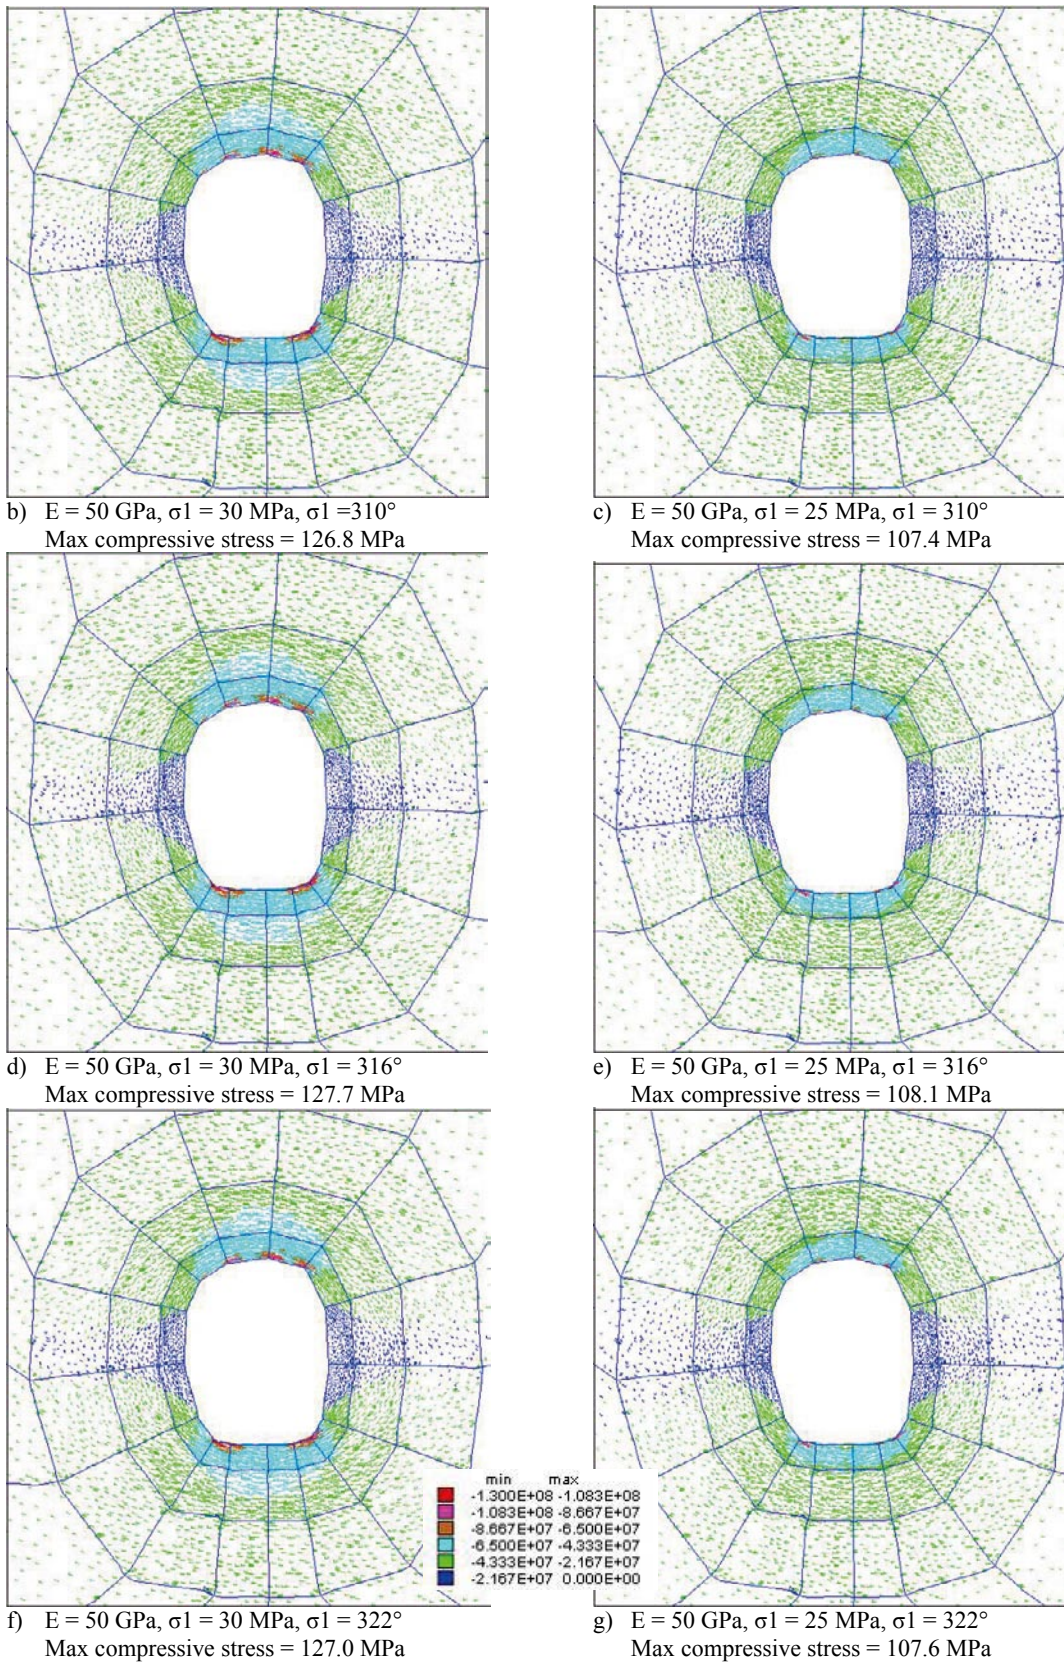 b) E = 50 GPa, σ1 = 30 MPa, σ1 =310°
Max compressive stress = 126.8 MPa
c) E = 50 GPa, σ1 = 25 MPa, σ1 = 310°
Max compressive stress = 107.4 MPa
d) E = 50 GPa, σ1 = 30 MPa, σ1 = 316°
Max compressive stress = 127.7 MPa
e) E = 50 GPa, σ1 = 25 MPa, σ1 = 316°
Max compressive stress = 108.1 MPa
min max
-1.300E+08 -1.083E+08
-1.083E+08 -8.667E+07
-8.667E+07 -6.500E+07
-6.500E+07 -4.333E+07
-4.333E+07 -2.167E+07
-2.167E+07 0.000E+00
f) E = 50 GPa, σ1 = 30 MPa, σ1 = 322°
Max compressive stress = 127.0 MPa
g) E = 50 GPa, σ1 = 25 MPa, σ1 = 322°
Max compressive stress = 107.6 MPa